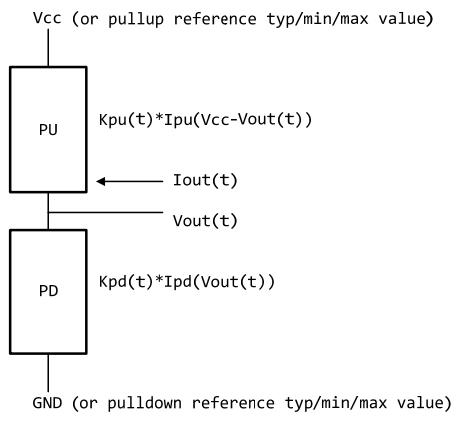 Vcc (or pullup reference typ/min/max value)
PU
Kpu(t)*Ipu(Vcc-Vout(t))
Iout(t)
Vout(t)
PD
Kpd(t)*Ipd(Vout(t))
GND (or pulldown reference typ/min/max value)